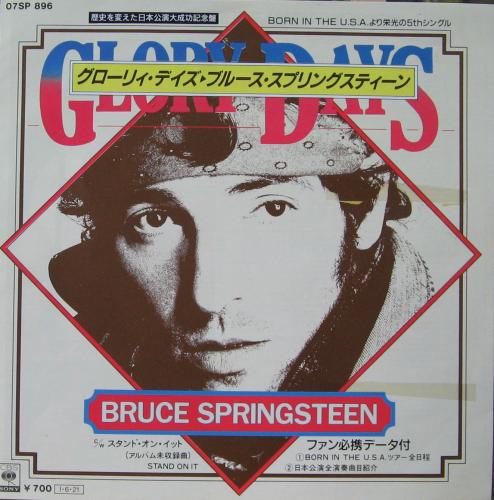 07SP 896
歴史を変えた日本公演大成功記念盤
BORN IN THE U.S.A.より栄光の5thシングル
GLORY DAYS
グローリィ・デイズ▶ブルース・スプリングスティーン
BRUCE SPRINGSTEEN
c/w スタンド・オン・イット
(アルバム未収録曲)
STAND ON IT
ファン必携データ付
①BORN IN THE U.S.A.ツアー全日程
②日本公演全演奏曲目紹介
CBS
SONY
¥700
1-6-21